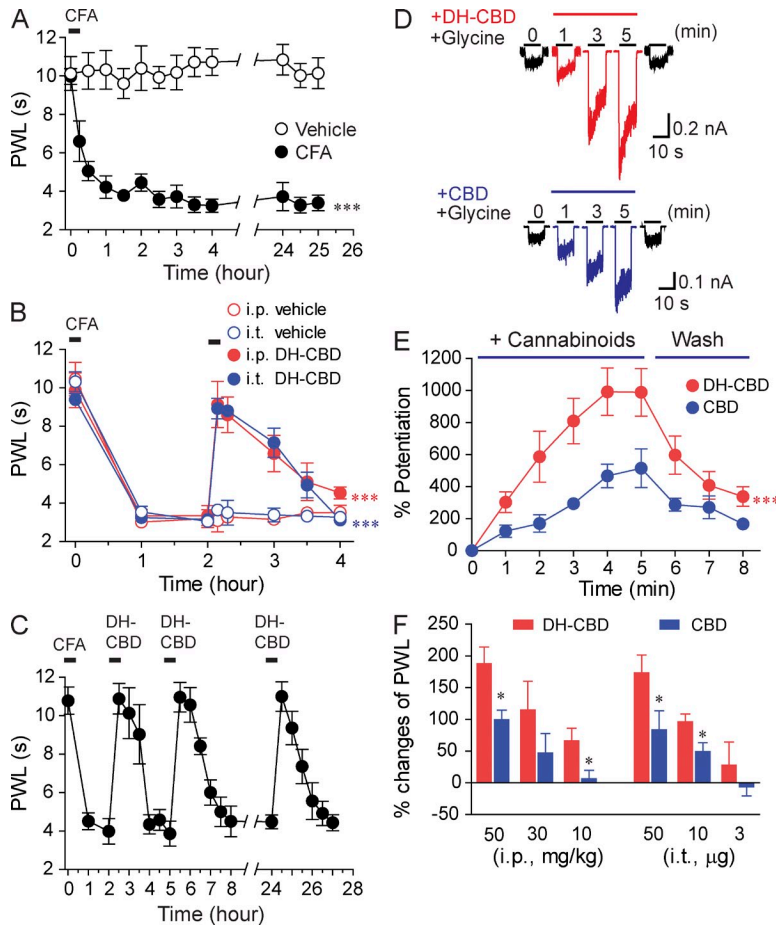 A
CFA
12
10
8
6
4
2
PWL (s)
Vehicle
CFA
***
0 1 2 3 4 24 25 26
Time (hour)
B
CFA
i.p. vehicle
i.t. vehicle
i.p. DH-CBD
i.t. DH-CBD
12
10
8
6
4
2
PWL (s)
***
***
0 1 2 3 4
Time (hour)
C
CFA
DH-
CBD
DH-
CBD
DH-
CBD
12
10
8
6
4
2
PWL (s)
0 1 2 3 4 5 6 7 8 24 26 28
Time (hour)
D
+DH-CBD
+Glycine
0 1 3 5 (min)
0.2 nA
10 s
+CBD
+Glycine
0 1 3 5 (min)
0.1 nA
10 s
E
+ Cannabinoids Wash
1200
1000
800
600
400
200
0
% Potentiation
DH-CBD
CBD
***
0 1 2 3 4 5 6 7 8
Time (min)
F
DH-CBD CBD
250
200
150
100
50
0
-50
% changes of PWL
* * * *
50 30 10 50 10 3
(i.p., mg/kg) (i.t., μg)